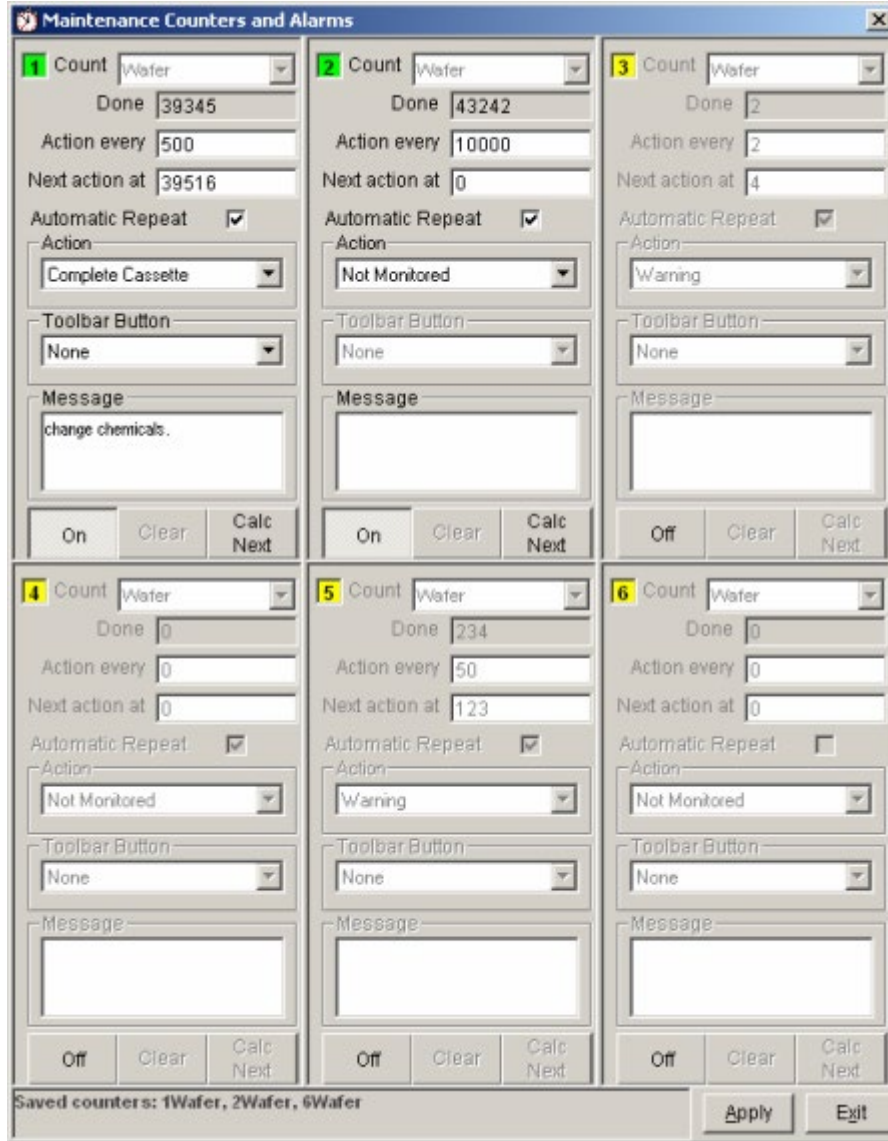 Maintenance Counters and Alarms
1 Count Wafer
Done 39345
Action every 500
Next action at 39516
Automatic Repeat
Action
Complete Cassette
Toolbar Button
None
Message
change chemicals.
On Clear Calc Next
2 Count Wafer
Done 43242
Action every 10000
Next action at 0
Automatic Repeat
Action
Not Monitored
Toolbar Button
None
Message
On Clear Calc Next
3 Count Wafer
Done 2
Action every 2
Next action at 4
Automatic Repeat
Action
Warning
Toolbar Button
None
Message
Off Clear Calc Next
4 Count Wafer
Done 0
Action every 0
Next action at 0
Automatic Repeat
Action
Not Monitored
Toolbar Button
None
Message
Off Clear Calc Next
5 Count Wafer
Done 234
Action every 50
Next action at 123
Automatic Repeat
Action
Warning
Toolbar Button
None
Message
Off Clear Calc Next
6 Count Wafer
Done 0
Action every 0
Next action at 0
Automatic Repeat
Action
Not Monitored
Toolbar Button
None
Message
Off Clear Calc Next
Saved counters: 1Wafer, 2Wafer, 6Wafer
Apply Exit